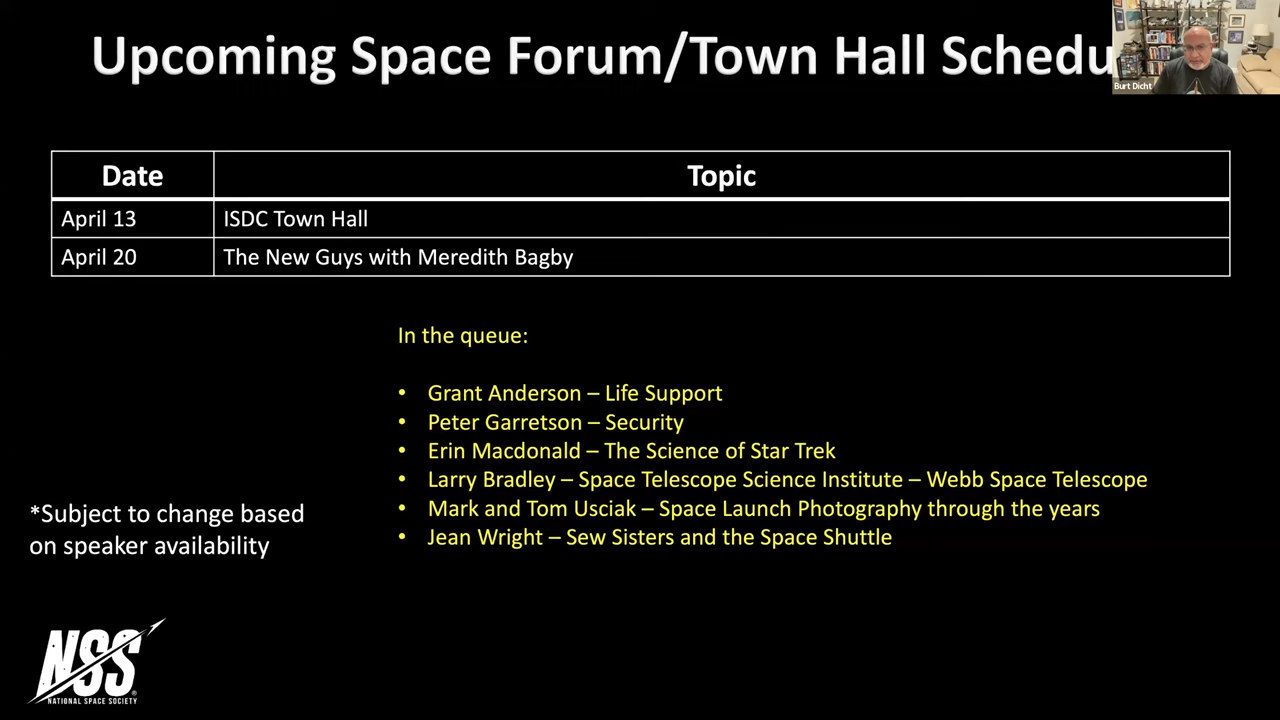 Upcoming Space Forum/Town Hall Schedu
Burt Dicht
Date Topic
April 13 ISDC Town Hall
April 20 The New Guys with Meredith Bagby
In the queue:
• Grant Anderson – Life Support
• Peter Garretson – Security
• Erin Macdonald – The Science of Star Trek
• Larry Bradley – Space Telescope Science Institute – Webb Space Telescope
• Mark and Tom Usciak – Space Launch Photography through the years
• Jean Wright – Sew Sisters and the Space Shuttle
*Subject to change based
on speaker availability
NSS®
NATIONAL SPACE SOCIETY